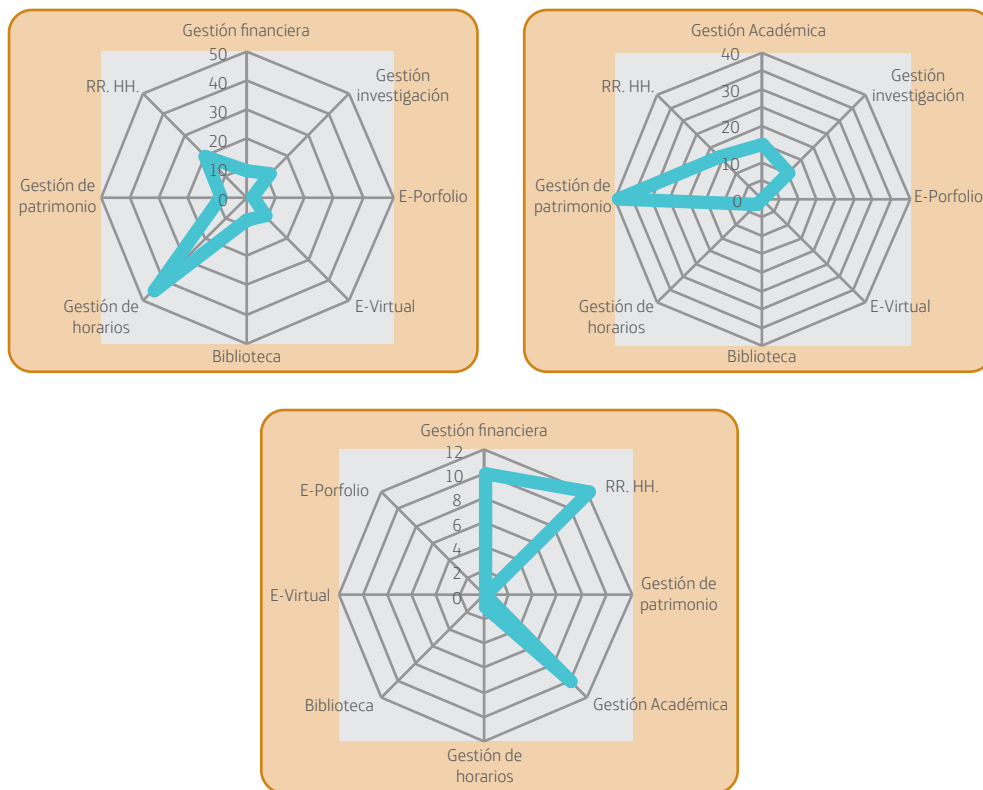 Gestión financiera
50
40
30
20
10
0
Gestión
investigación
E-Porfolio
E-Virtual
Biblioteca
Gestión de
horarios
Gestión de
patrimonio
RR. HH.
Gestión Académica
40
30
20
10
0
Gestión
investigación
E-Porfolio
E-Virtual
Biblioteca
Gestión de
horarios
Gestión de
patrimonio
RR. HH.
Gestión financiera
12
10
8
6
4
2
0
RR. HH.
Gestión de
patrimonio
Gestión Académica
Gestión de
horarios
Biblioteca
E-Virtual
E-Porfolio